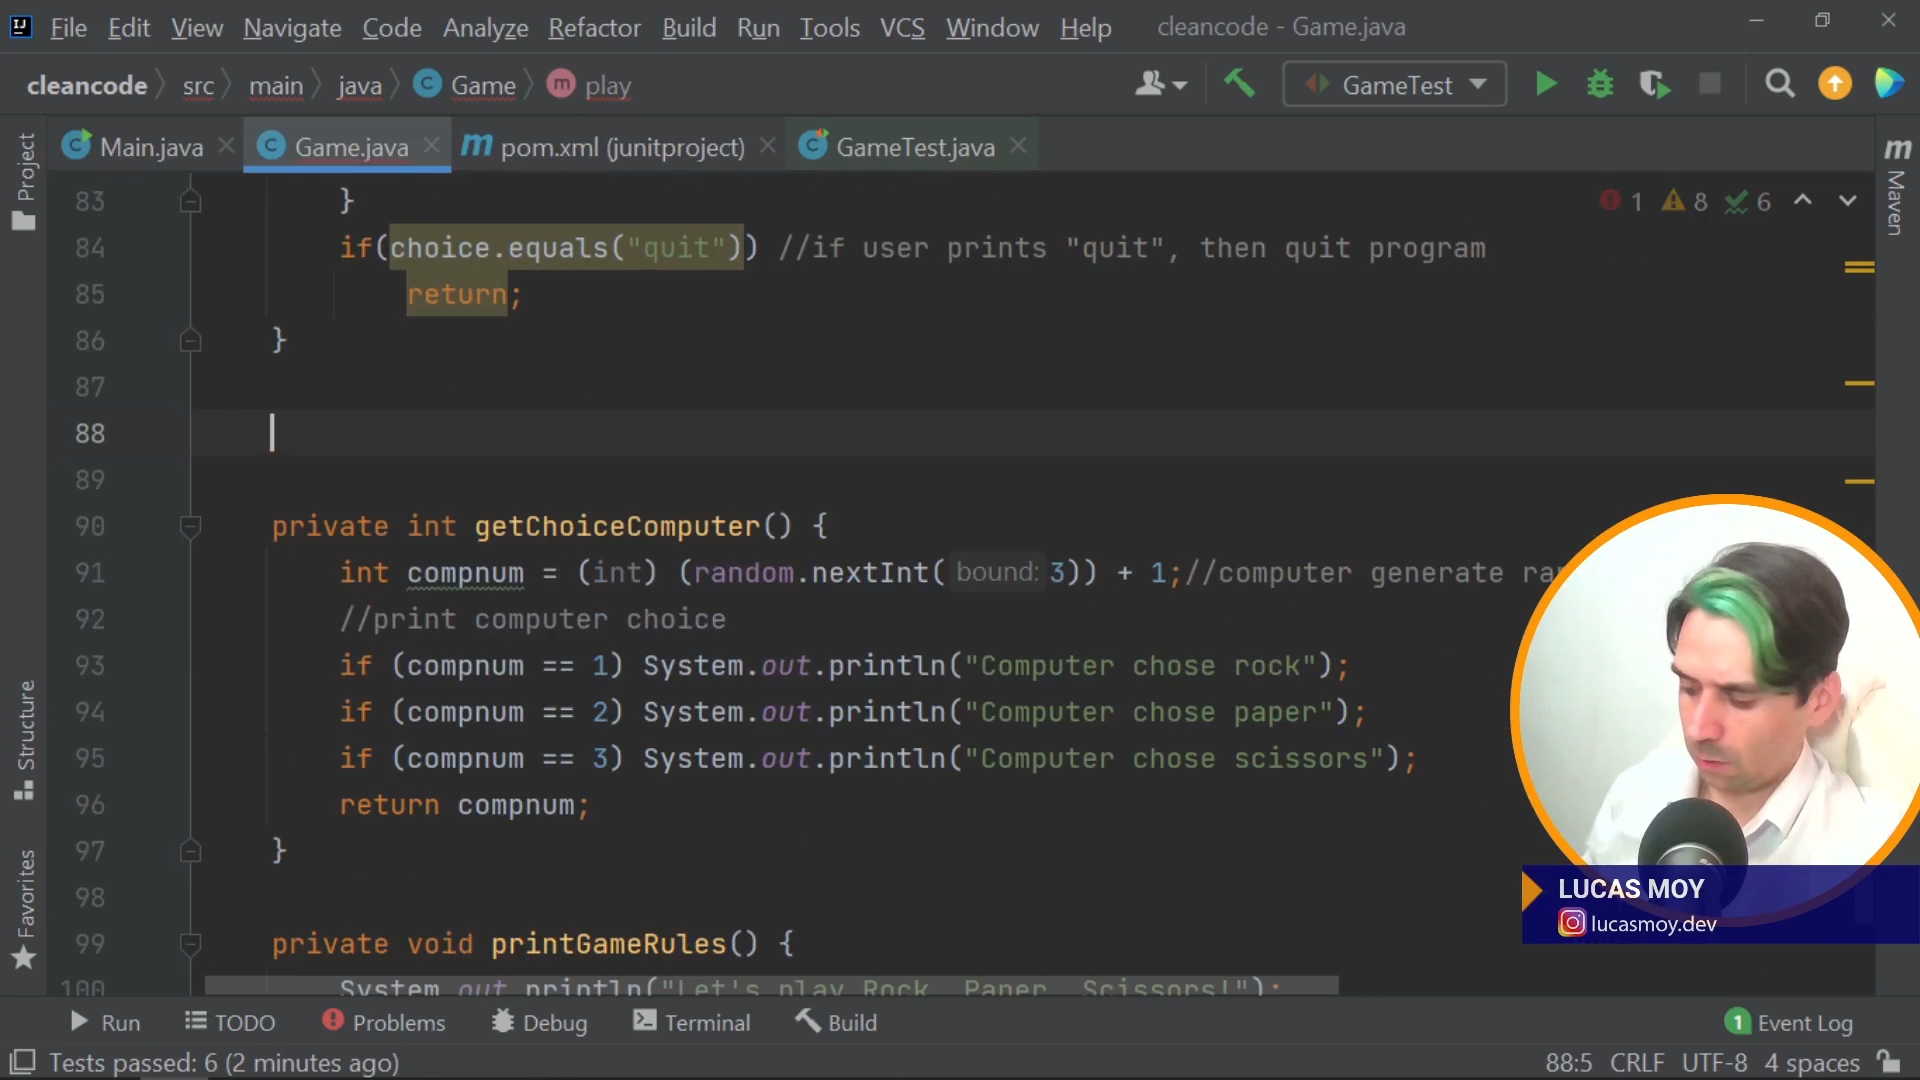 File Edit View Navigate Code Analyze Refactor Build Run Tools VCS Window Help cleancode - Game.java
cleancode src main java C Game m play GameTest
C Main.java C Game.java m pom.xml (junitproject) C GameTest.java
Project
Structure
Favorites
m Maven
1 8 6
83 }
84 if(choice.equals("quit")) //if user prints "quit", then quit program
85 return;
86 }
87
88
89
90 private int getChoiceComputer() {
91 int compnum = (int) (random.nextInt( bound: 3)) + 1;//computer generate
92 //print computer choice
93 if (compnum == 1) System.out.println("Computer chose rock");
94 if (compnum == 2) System.out.println("Computer chose paper");
95 if (compnum == 3) System.out.println("Computer chose scissors");
96 return compnum;
97 }
98
99 private void printGameRules() {
100 System.out.println("Let's play Rock, Paper, Scissors!");
LUCAS MOY
lucasmoy.dev
Run TODO Problems Debug Terminal Build 1 Event Log
Tests passed: 6 (2 minutes ago) 88:5 CRLF UTF-8 4 spaces